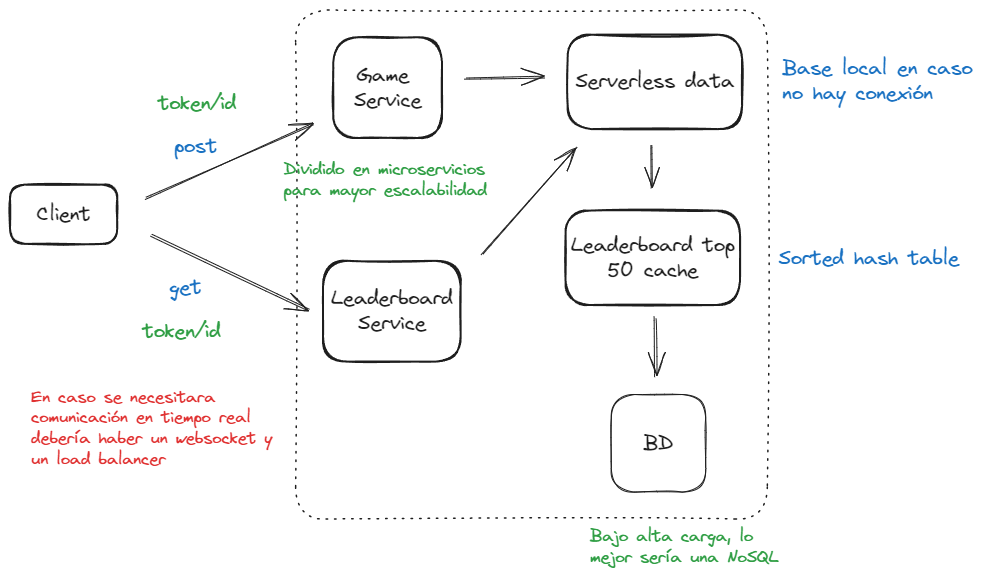 Game
Service
Serverless data
Base local en caso
no hay conexión
token/id
post
Dividido en microservicios
para mayor escalabilidad
Client
Leaderboard top
50 cache
Sorted hash table
get
Leaderboard
Service
token/id
En caso se necesitara
comunicación en tiempo real
debería haber un websocket y
un load balancer
BD
Bajo alta carga, lo
mejor sería una NoSQL